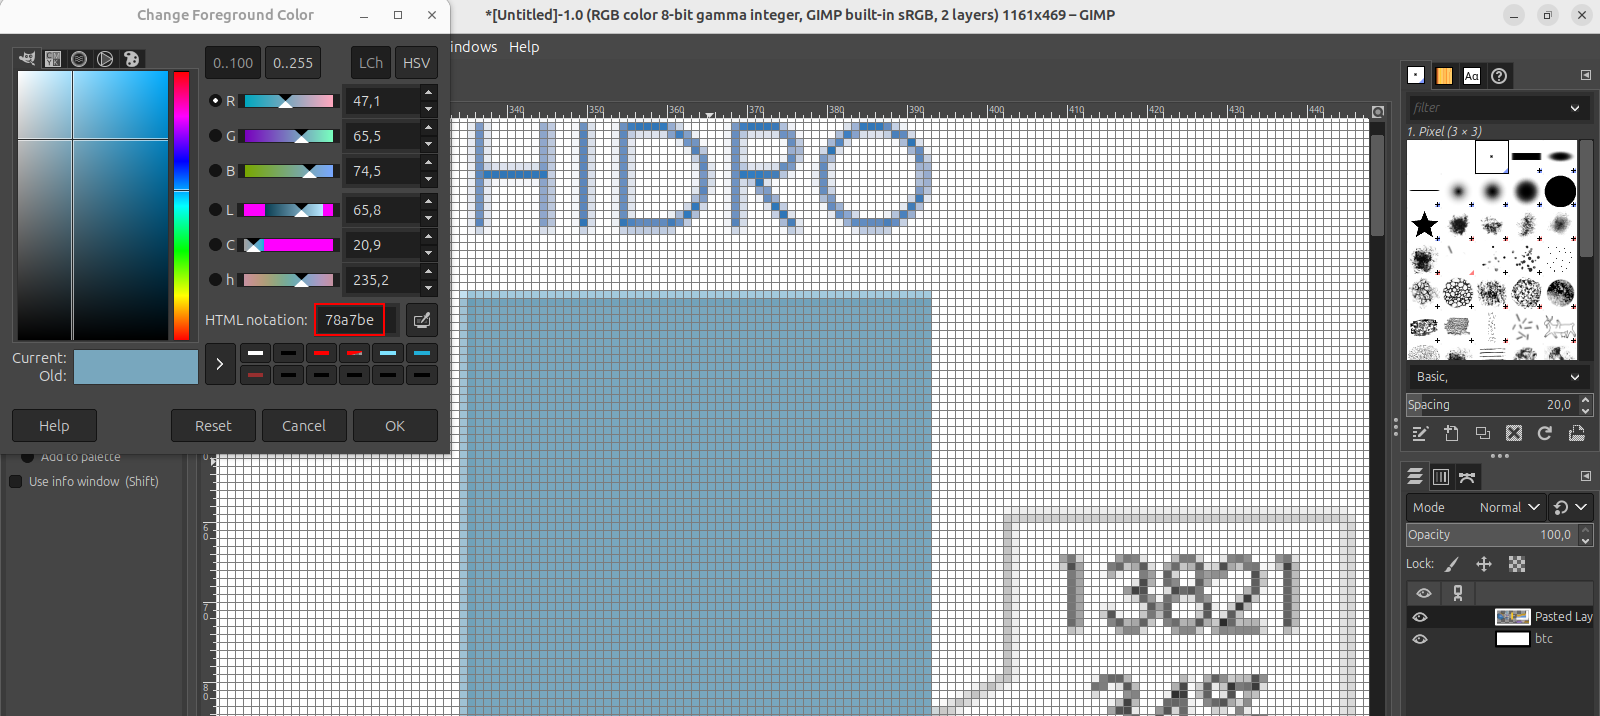 Change Foreground Color
*[Untitled]-1.0 (RGB color 8-bit gamma integer, GIMP built-in sRGB, 2 layers) 1161x469 – GIMP
indows Help
0..100 0..255 LCh HSV
R 47,1
G 65,5
B 74,5
L 65,8
C 20,9
h 235,2
HTML notation: 78a7be
Current:
Old:
Help Reset Cancel OK
Add to palette
Use info window (Shift)
340 350 360 370 380 390 400 410 420 430 440
60
70
80
HIDRO
13821
Aa
filter
1. Pixel (3 × 3)
Basic,
Spacing 20,0
Mode Normal
Opacity 100,0
Lock:
Pasted Lay
btc